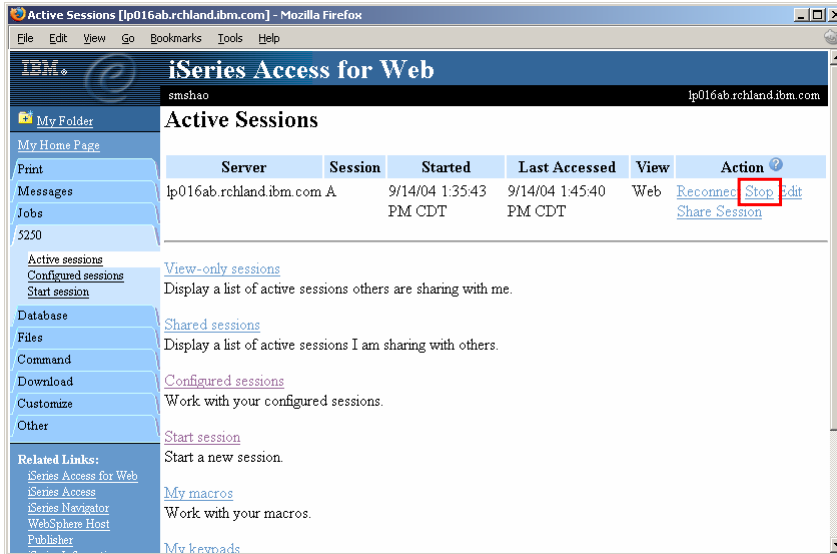 Active Sessions [lp016ab.rchland.ibm.com] - Mozilla Firefox
File Edit View Go Bookmarks Tools Help
IBM.
iSeries Access for Web
smshao lp016ab.rchland.ibm.com
My Folder
My Home Page
Print
Messages
Jobs
5250
Active sessions
Configured sessions
Start session
Database
Files
Command
Download
Customize
Other
Related Links:
iSeries Access for Web
iSeries Access
iSeries Navigator
WebSphere Host
Publisher
Active Sessions
Server Session Started Last Accessed View Action ?
lp016ab.rchland.ibm.com A 9/14/04 1:35:43 9/14/04 1:45:40 Web Reconnect Stop Edit
PM CDT PM CDT Share Session
View-only sessions
Display a list of active sessions others are sharing with me.
Shared sessions
Display a list of active sessions I am sharing with others.
Configured sessions
Work with your configured sessions.
Start session
Start a new session.
My macros
Work with your macros.
My keypads